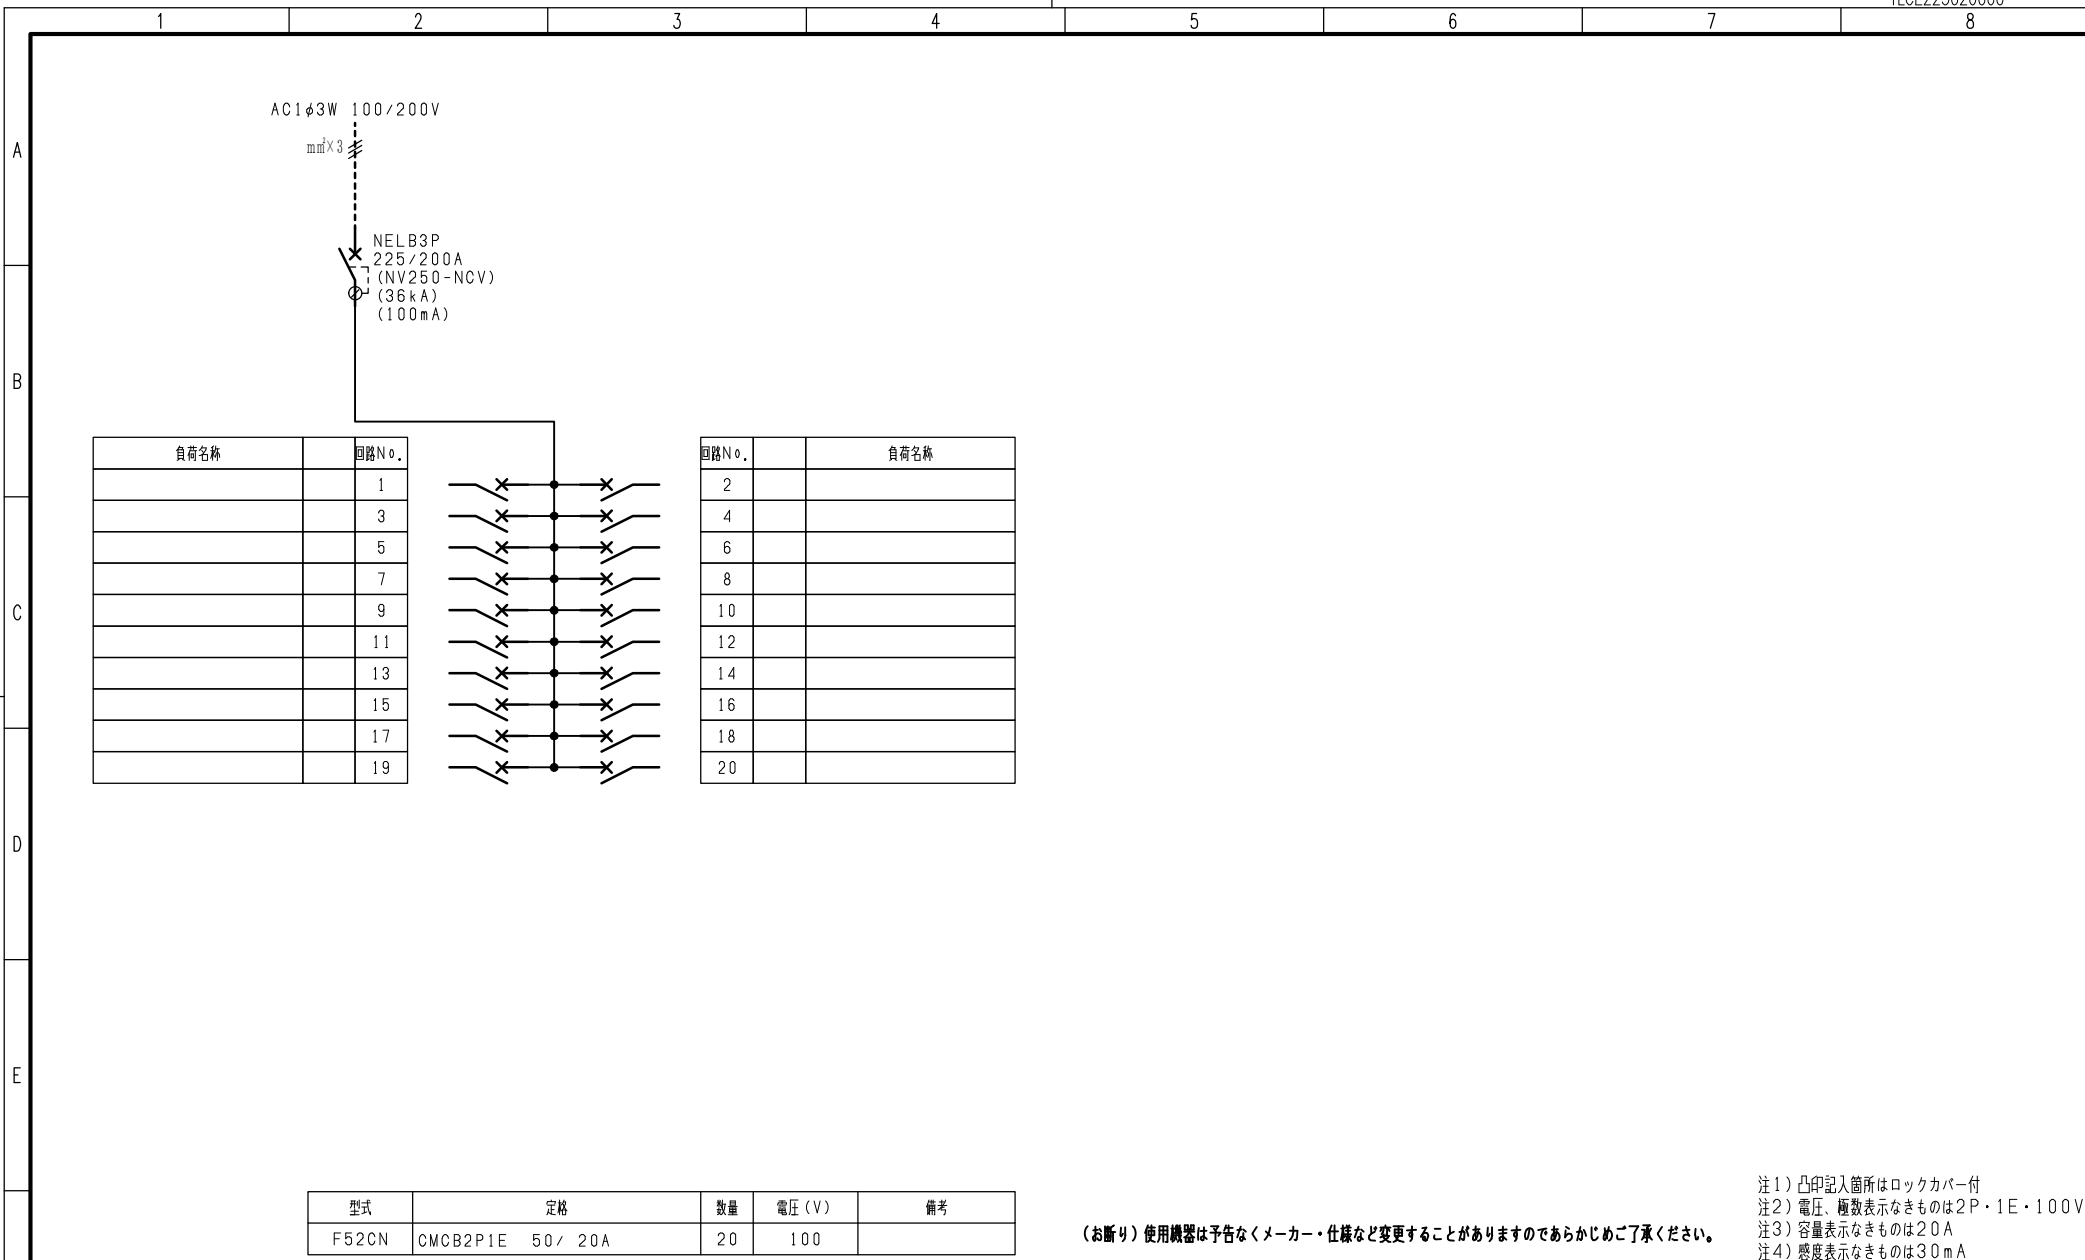 1 2 3 4 5 6 7 8
A
B
C
D
E
AC1φ3W 100/200V
mm²×3
NELB3P
225/200A
(NV250-NCV)
(36kA)
(100mA)
負荷名称 回路No. 回路No. 負荷名称
1 2
3 4
5 6
7 8
9 10
11 12
13 14
15 16
17 18
19 20
型式 定格 数量 電圧(V) 備考
F52CN CMCB2P1E 50/ 20A 20 100
(お断り)使用機器は予告なくメーカー・仕様など変更することがありますのであらかじめご了承ください。
注1)凸印記入箇所はロックカバー付
注2)電圧、極数表示なきものは2P・1E・100V
注3)容量表示なきものは20A
注4)感度表示なきものは30mA